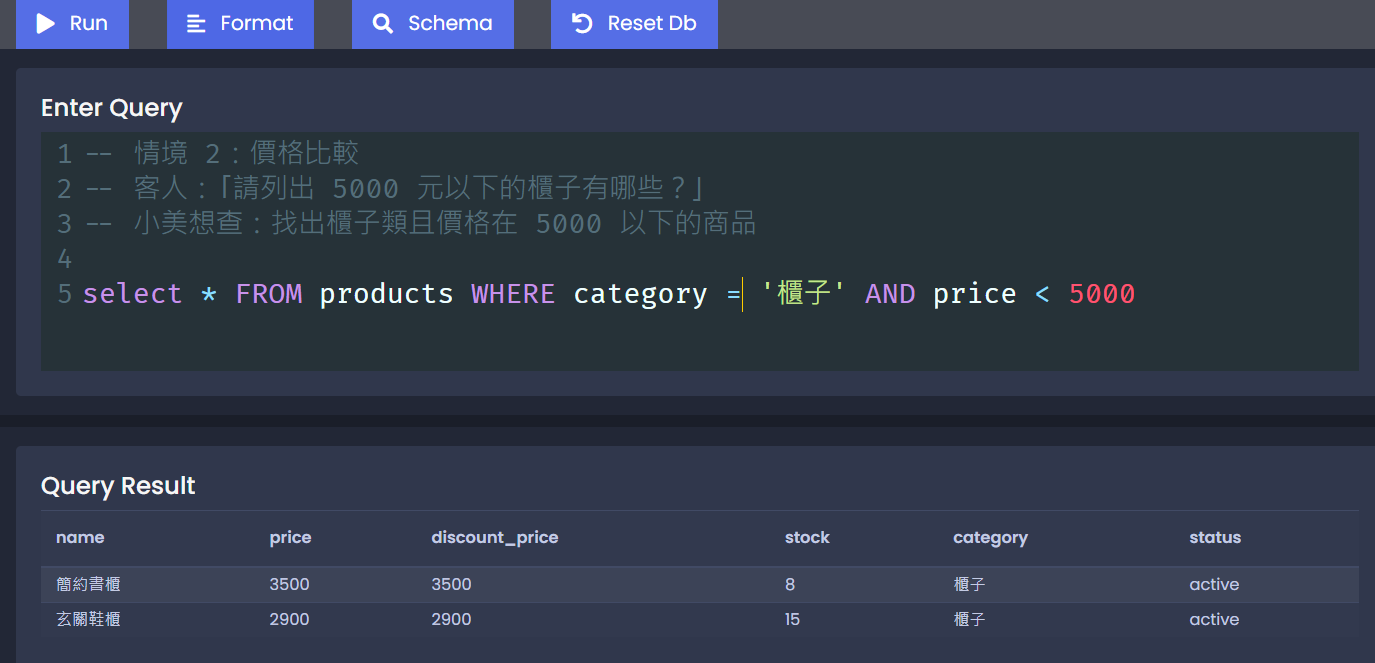 Run Format Schema Reset Db
Enter Query
1 -- 情境 2：價格比較
2 -- 客人：「請列出 5000 元以下的櫃子有哪些？」
3 -- 小美想查：找出櫃子類且價格在 5000 以下的商品
4
5 select * FROM products WHERE category = '櫃子' AND price < 5000
Query Result
name price discount_price stock category status
簡約書櫃 3500 3500 8 櫃子 active
玄關鞋櫃 2900 2900 15 櫃子 active